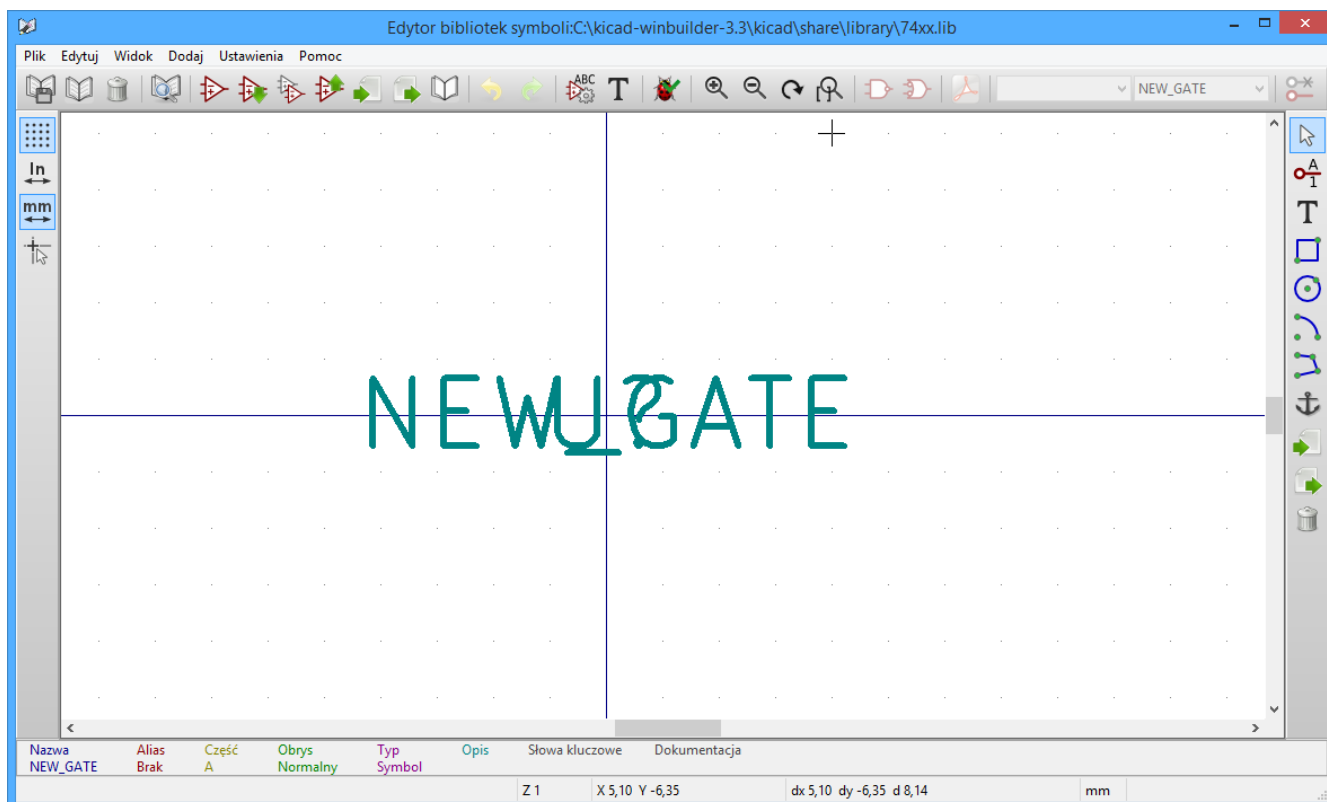 Edytor bibliotek symboli:C:\kicad-winbuilder-3.3\kicad\share\library\74xx.lib
Plik Edytuj Widok Dodaj Ustawienia Pomoc
ABC T NEW_GATE
In
mm
A
1
T
NEW_GATE
U?
Nazwa Alias Część Obrys Typ Opis Słowa kluczowe Dokumentacja
NEW_GATE Brak A Normalny Symbol
Z 1 X 5,10 Y -6,35 dx 5,10 dy -6,35 d 8,14 mm